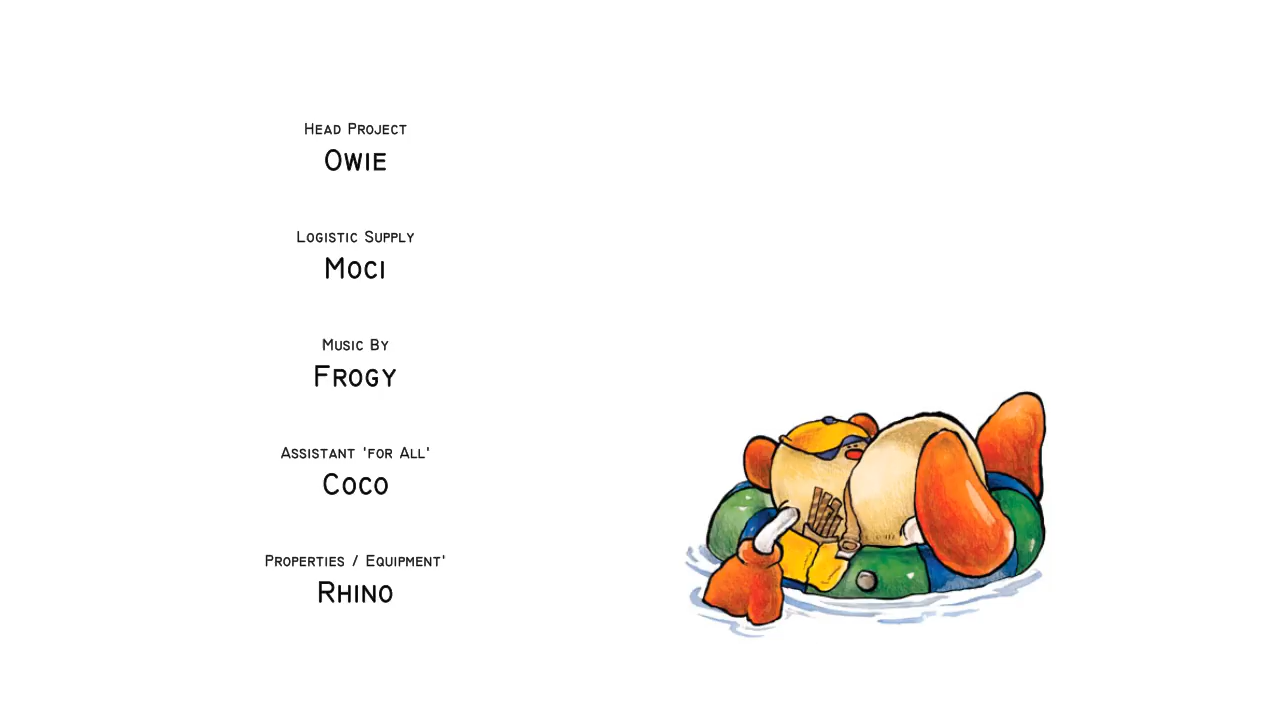 Head Project
Owie
Logistic Supply
Moci
Music By
Frogy
Assistant 'for All'
Coco
Properties / Equipment'
Rhino